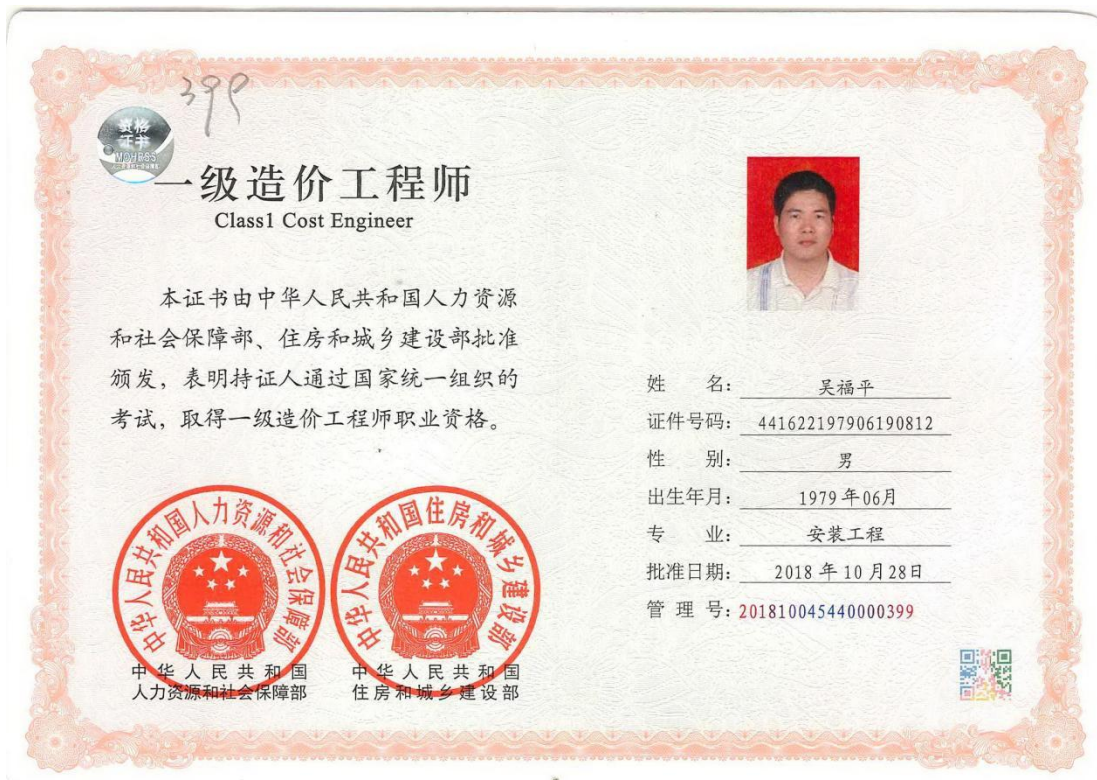 399
资格
证书
MOHRSS
一级造价工程师
Class1 Cost Engineer
本证书由中华人民共和国人力资源
和社会保障部、住房和城乡建设部批准
颁发，表明持证人通过国家统一组织的
考试，取得一级造价工程师职业资格。
中华人民共和国人力资源和社会保障部
中华人民共和国住房和城乡建设部
中华人民共和国
人力资源和社会保障部
中华人民共和国
住房和城乡建设部
姓 名： 吴福平
证件号码： 441622197906190812
性 别： 男
出生年月： 1979年06月
专 业： 安装工程
批准日期： 2018年10月28日
管 理 号： 201810045440000399